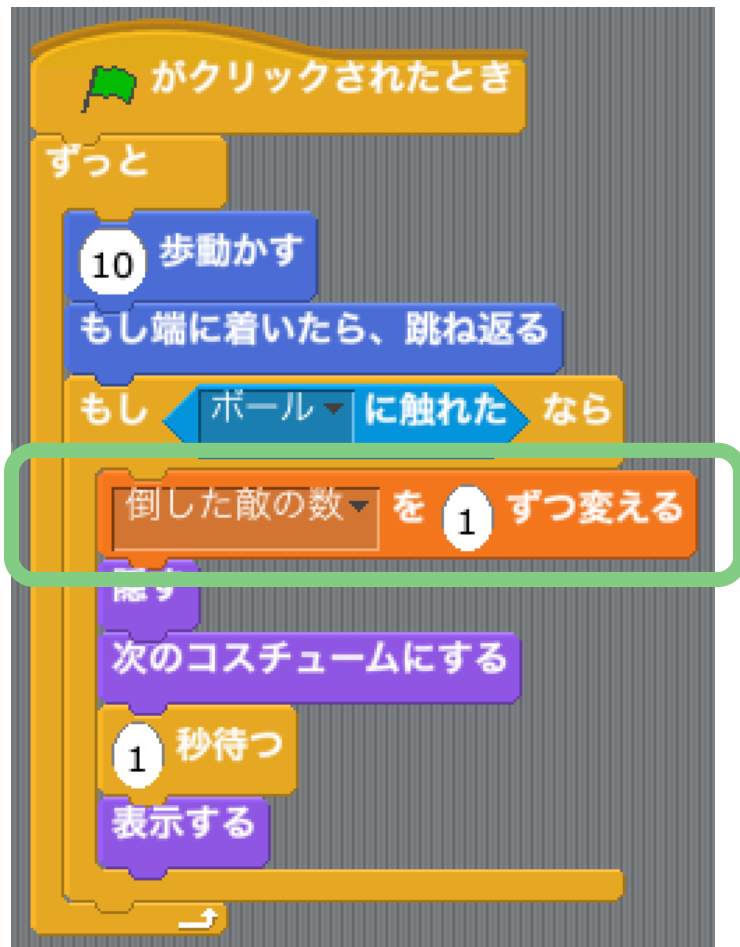 がクリックされたとき
ずっと
10 歩動かす
もし端に着いたら、跳ね返る
もし ボール に触れた なら
倒した敵の数 を 1 ずつ変える
隠す
次のコスチュームにする
1 秒待つ
表示する